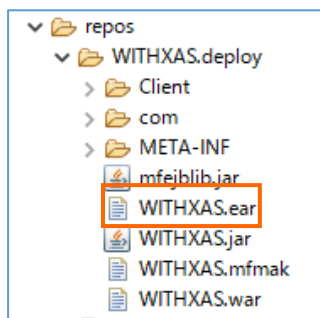 repos
WITHXAS.deploy
Client
com
META-INF
mfejblib.jar
WITHXAS.ear
WITHXAS.jar
WITHXAS.mfmak
WITHXAS.war